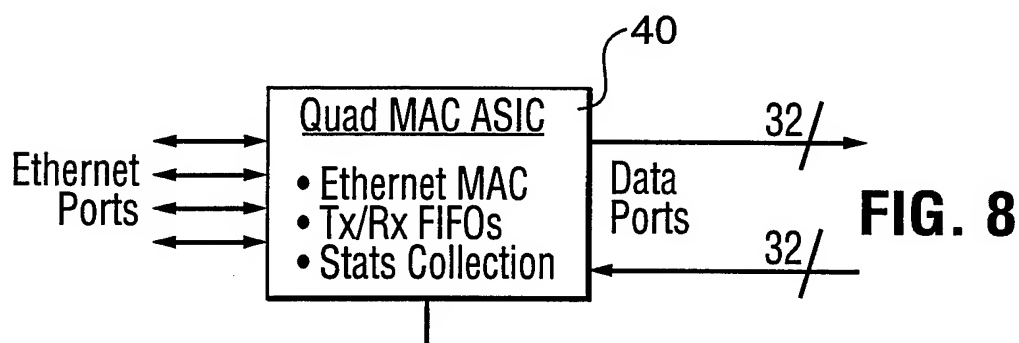 40
Quad MAC ASIC
• Ethernet MAC
• Tx/Rx FIFOs
• Stats Collection
Ethernet
Ports
32
Data
Ports
32
FIG. 8